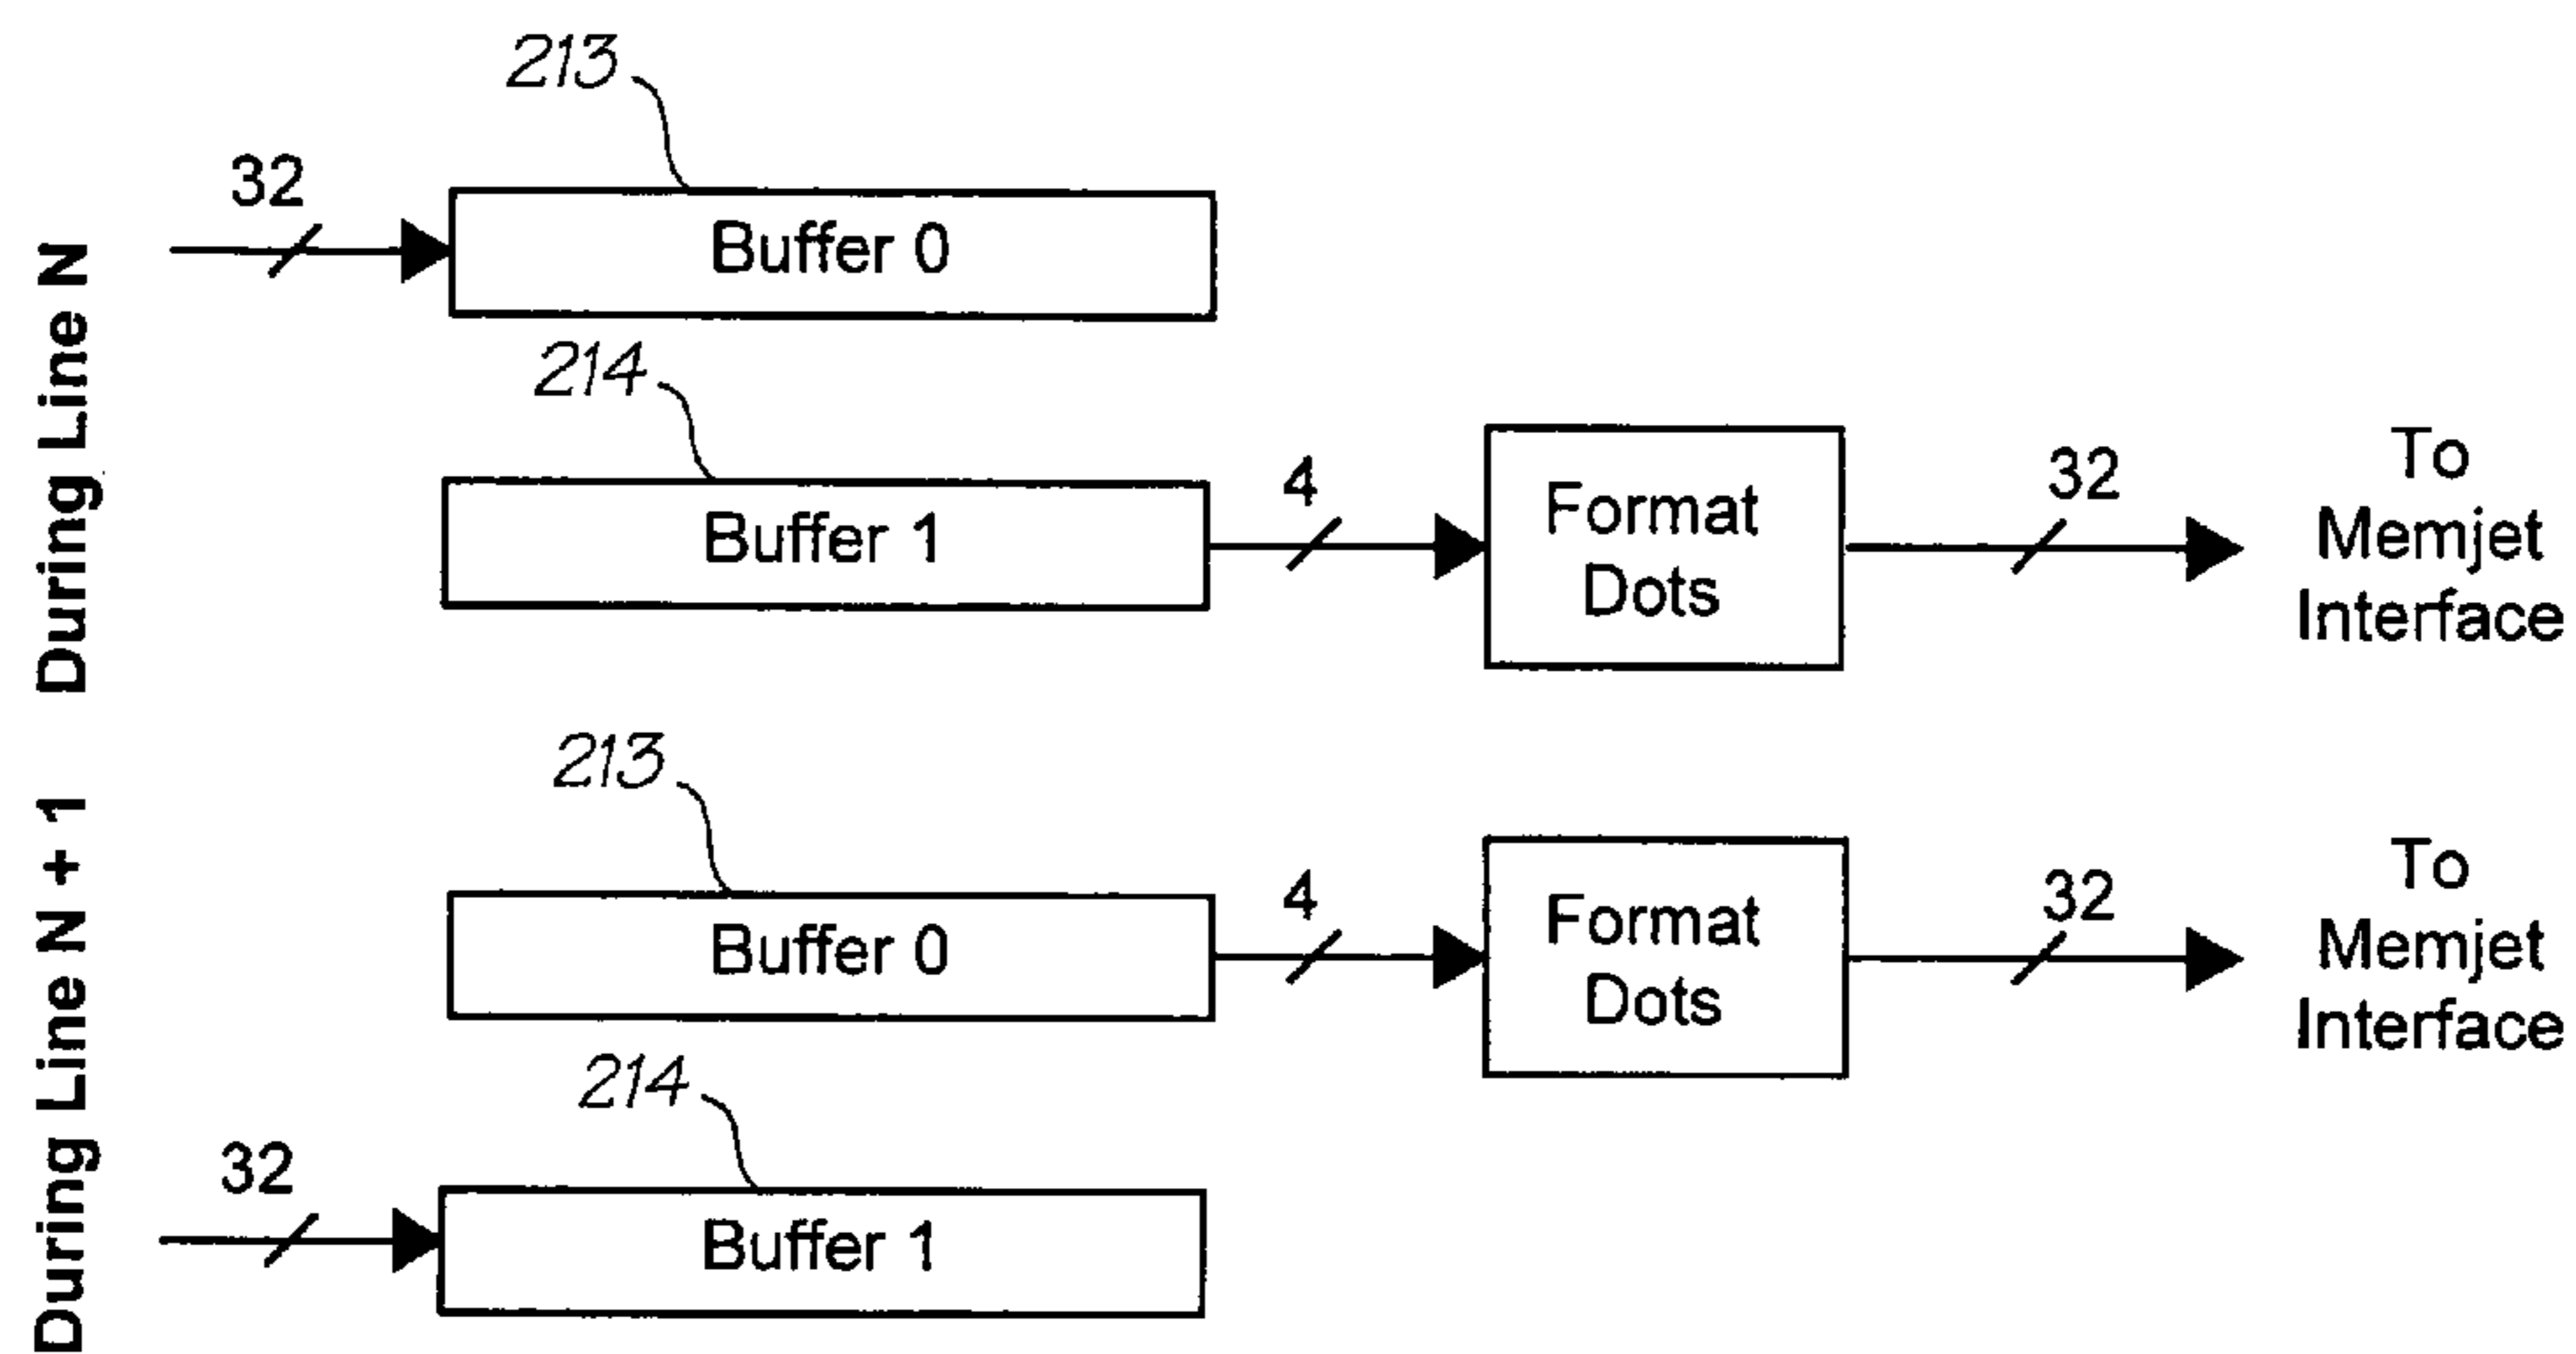 During Line N
213
32
Buffer 0
214
Buffer 1
4
Format
Dots
32
To
Memjet
Interface
During Line N + 1
213
Buffer 0
4
Format
Dots
32
To
Memjet
Interface
214
32
Buffer 1